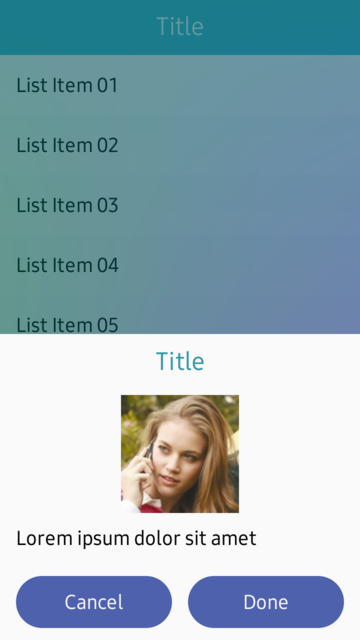 Title
List Item 01
List Item 02
List Item 03
List Item 04
List Item 05
Title
Lorem ipsum dolor sit amet
Cancel
Done